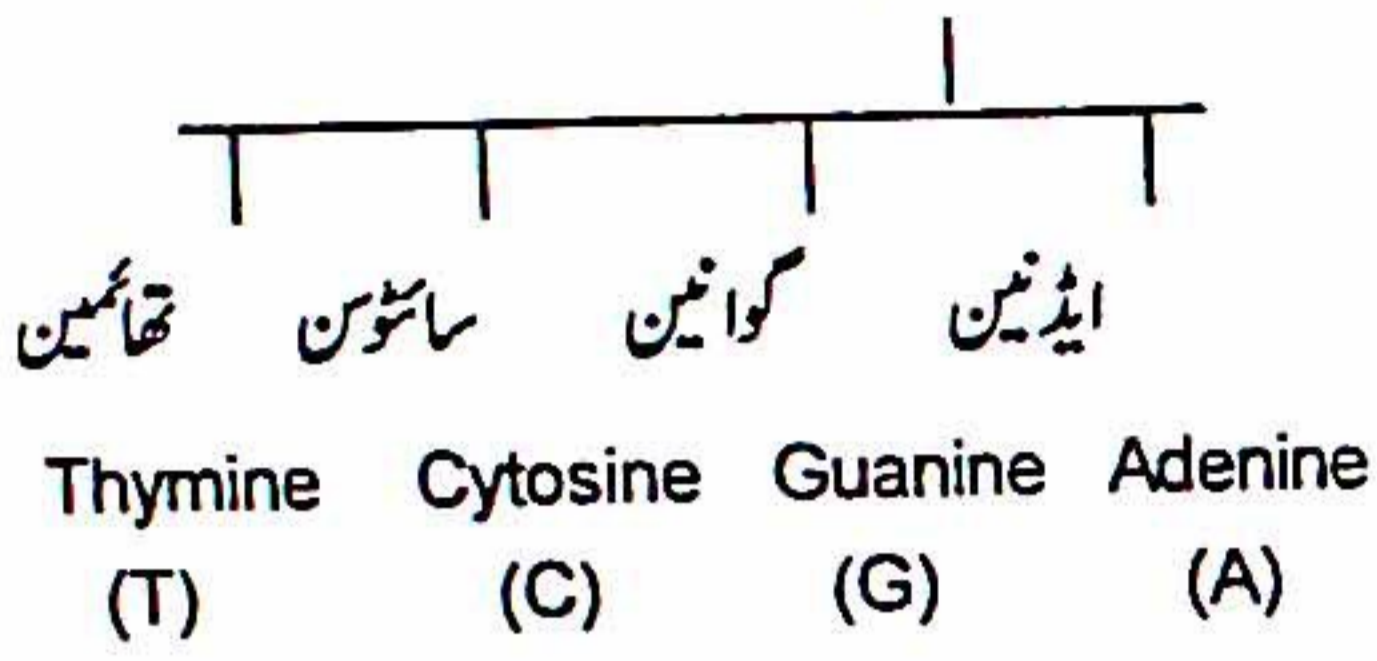 ایڈنین گوانین سائٹوسن تھائمین
Thymine Cytosine Guanine Adenine
(T) (C) (G) (A)